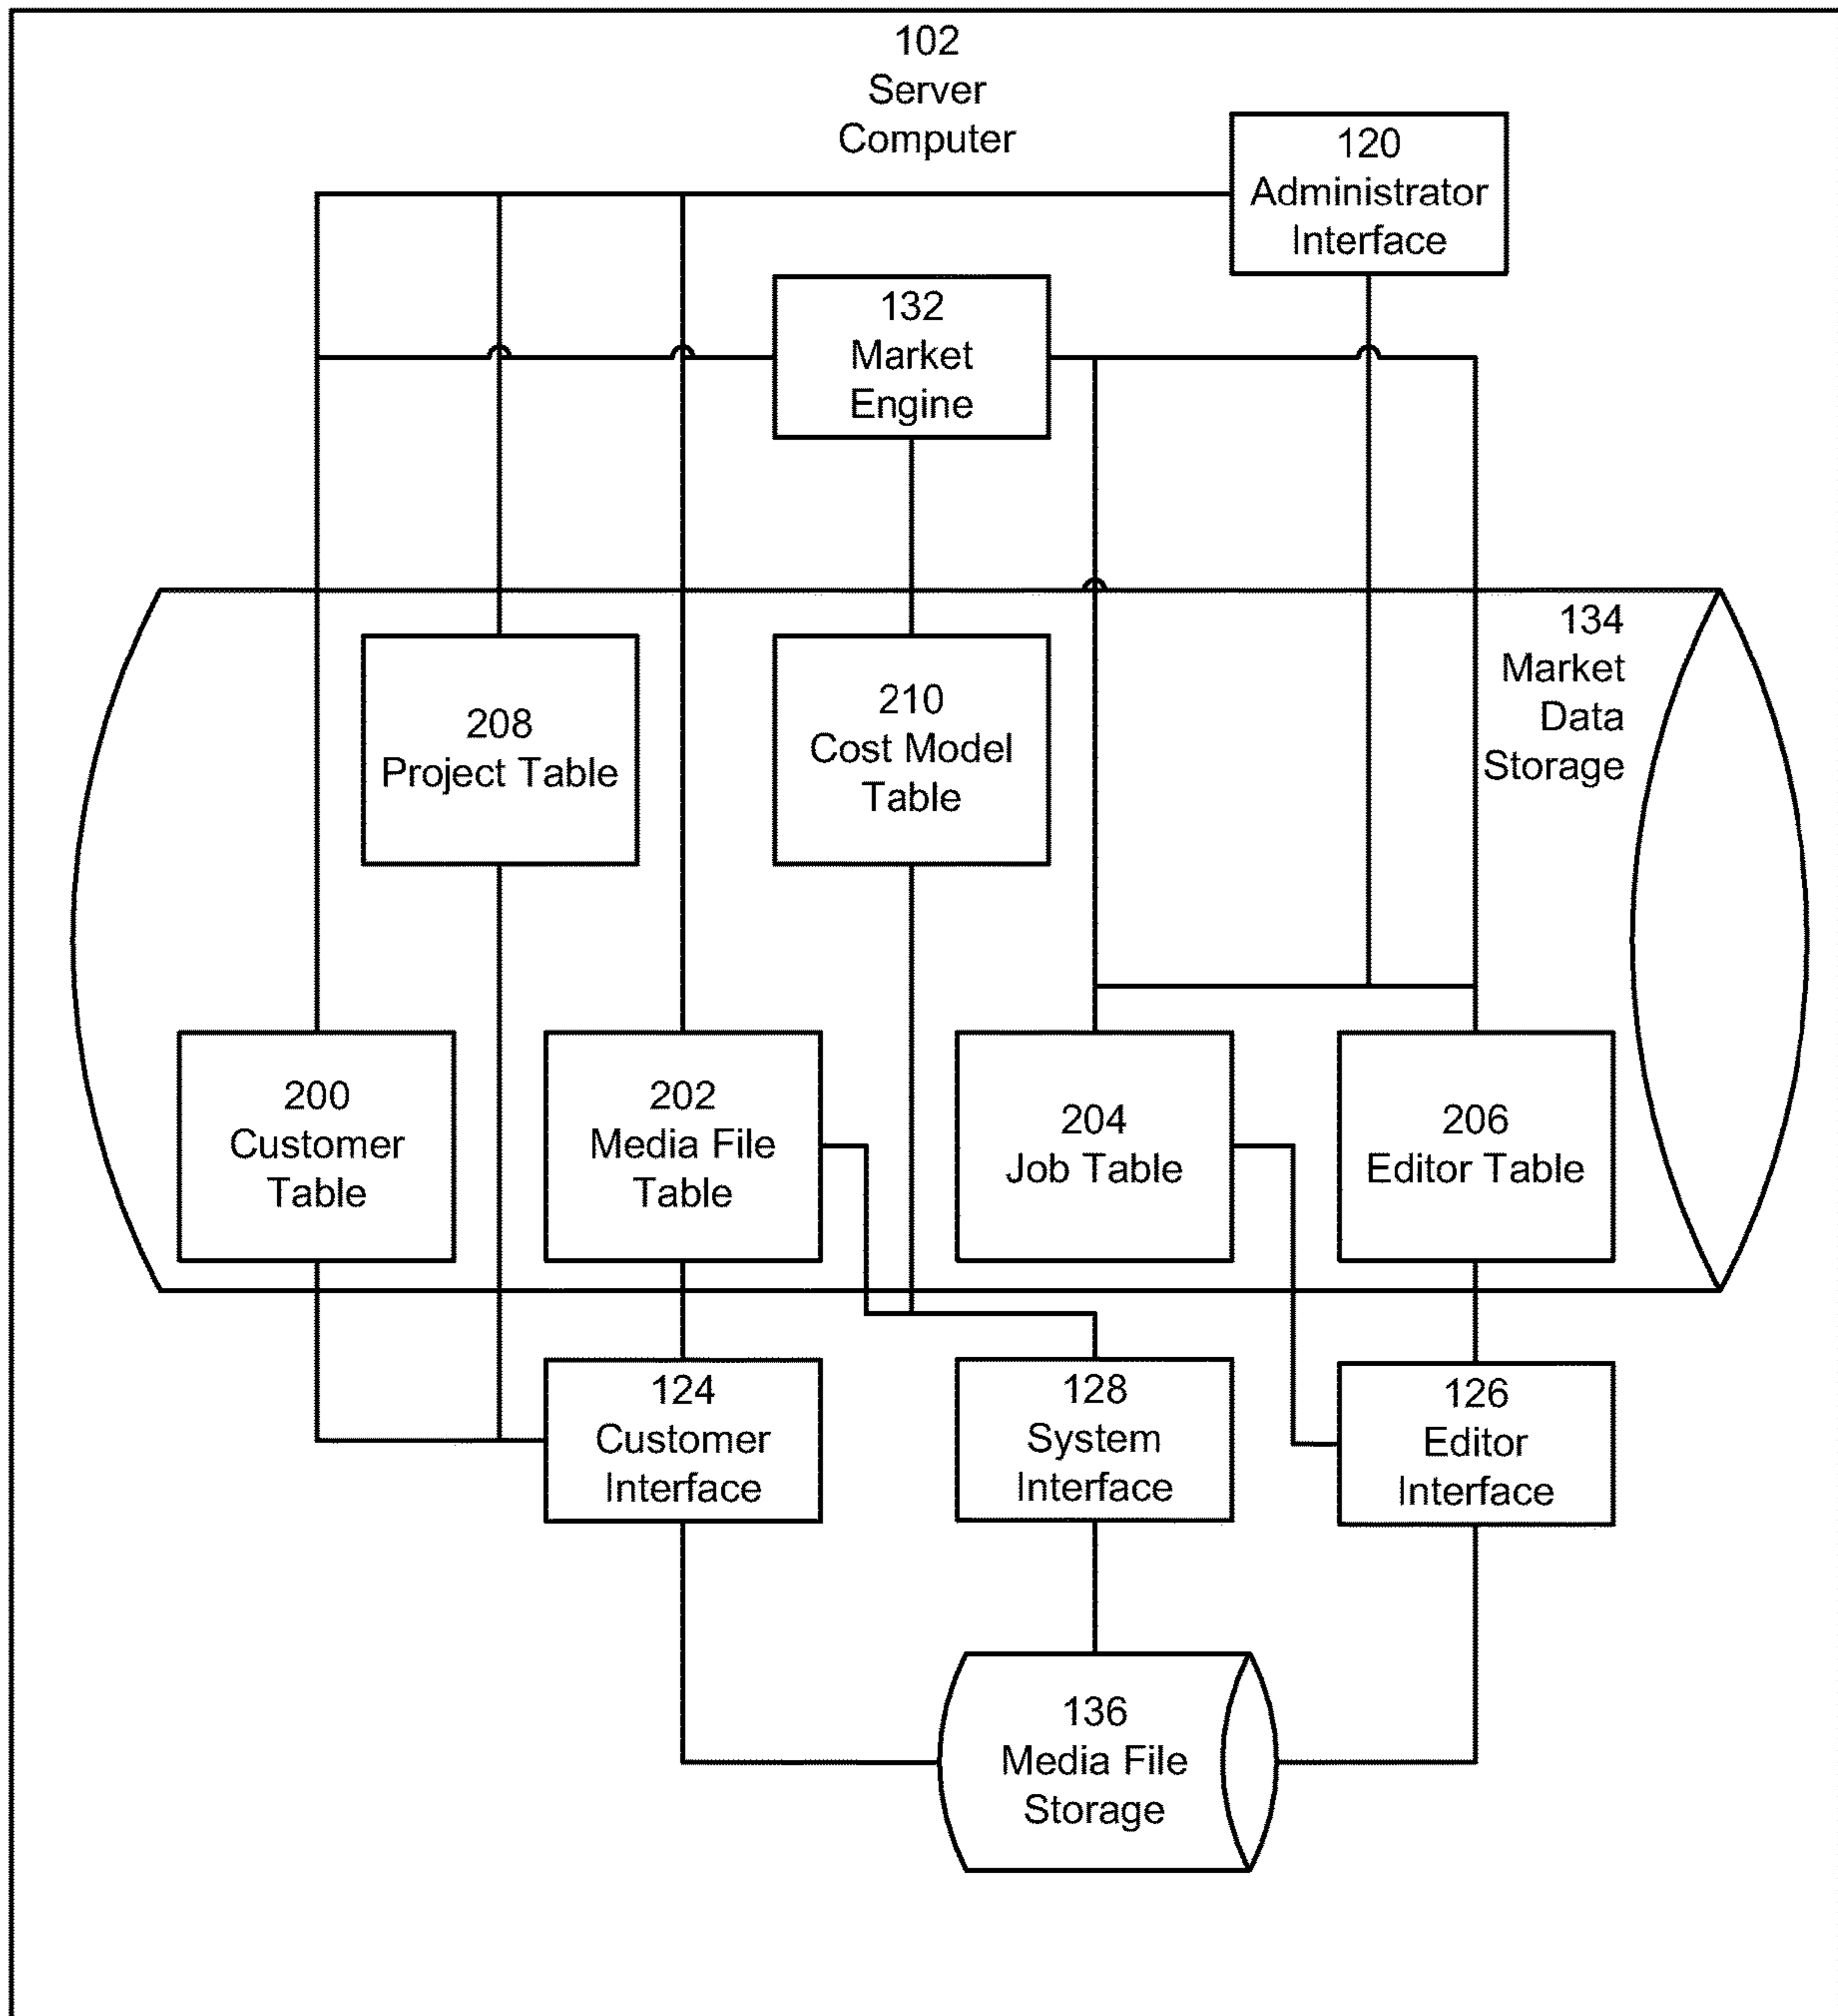 102
Server
Computer
120
Administrator
Interface
132
Market
Engine
134
Market
Data
Storage
208
Project Table
210
Cost Model
Table
200
Customer
Table
202
Media File
Table
204
Job Table
206
Editor Table
124
Customer
Interface
128
System
Interface
126
Editor
Interface
136
Media File
Storage